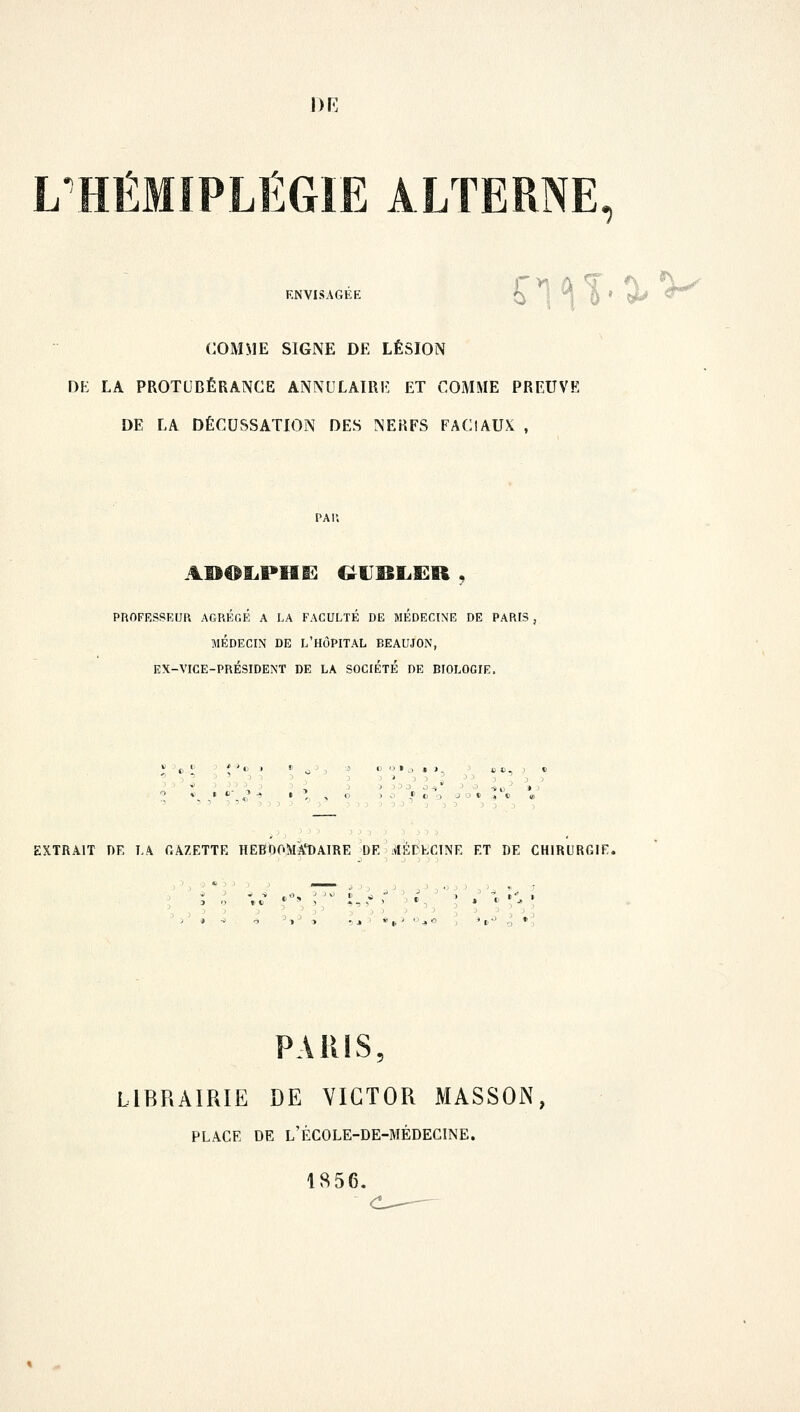 DE
L'HÉMIPLÉGIE ALTERNE,
ENVISAGÉE
COMME SIGNE DE LÉSION
DE LA PROTUBÉRANCE ANNULAIRE ET COMME PREUVE
DE LA DÉCUSSATION DES NERFS FACIAUX ,
PAR
ADOLPHE GUBLER ,
PROFESSEUR AGRÉGÉ A LA FACULTÉ DE MÉDECINE DE PARIS ,
MÉDECIN DE L'HÔPITAL BEAUJON,
EX-VICE-PRÉSIDENT DE LA SOCIÉTÉ DE BIOLOGIE.
EXTRAIT DE LA GAZETTE HEBDOMADAIRE DE MÉDECINE ET DE CHIRURGIE.
PARIS,
LIBRAIRIE DE VICTOR MASSON,
PLACE DE L'ÉCOLE-DE-MÉDECINE.
1856.